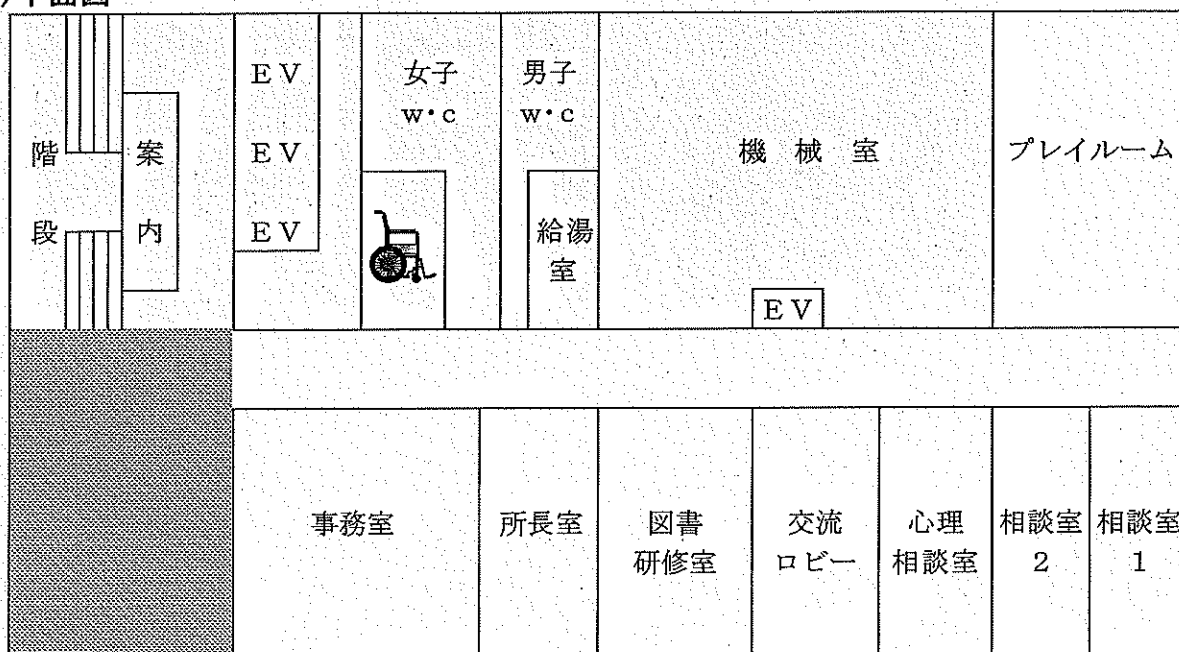 平面図
階段
案内
EV
EV
EV
女子
w・c
男子
w・c
給湯
室
機械室
EV
プレイルーム
事務室
所長室
図書
研修室
交流
ロビー
心理
相談室
相談室
2
相談室
1